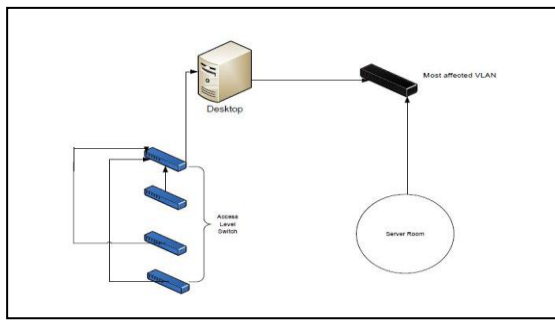 Most affected VLAN
Desktop
Access
Level
Switch
Server Room